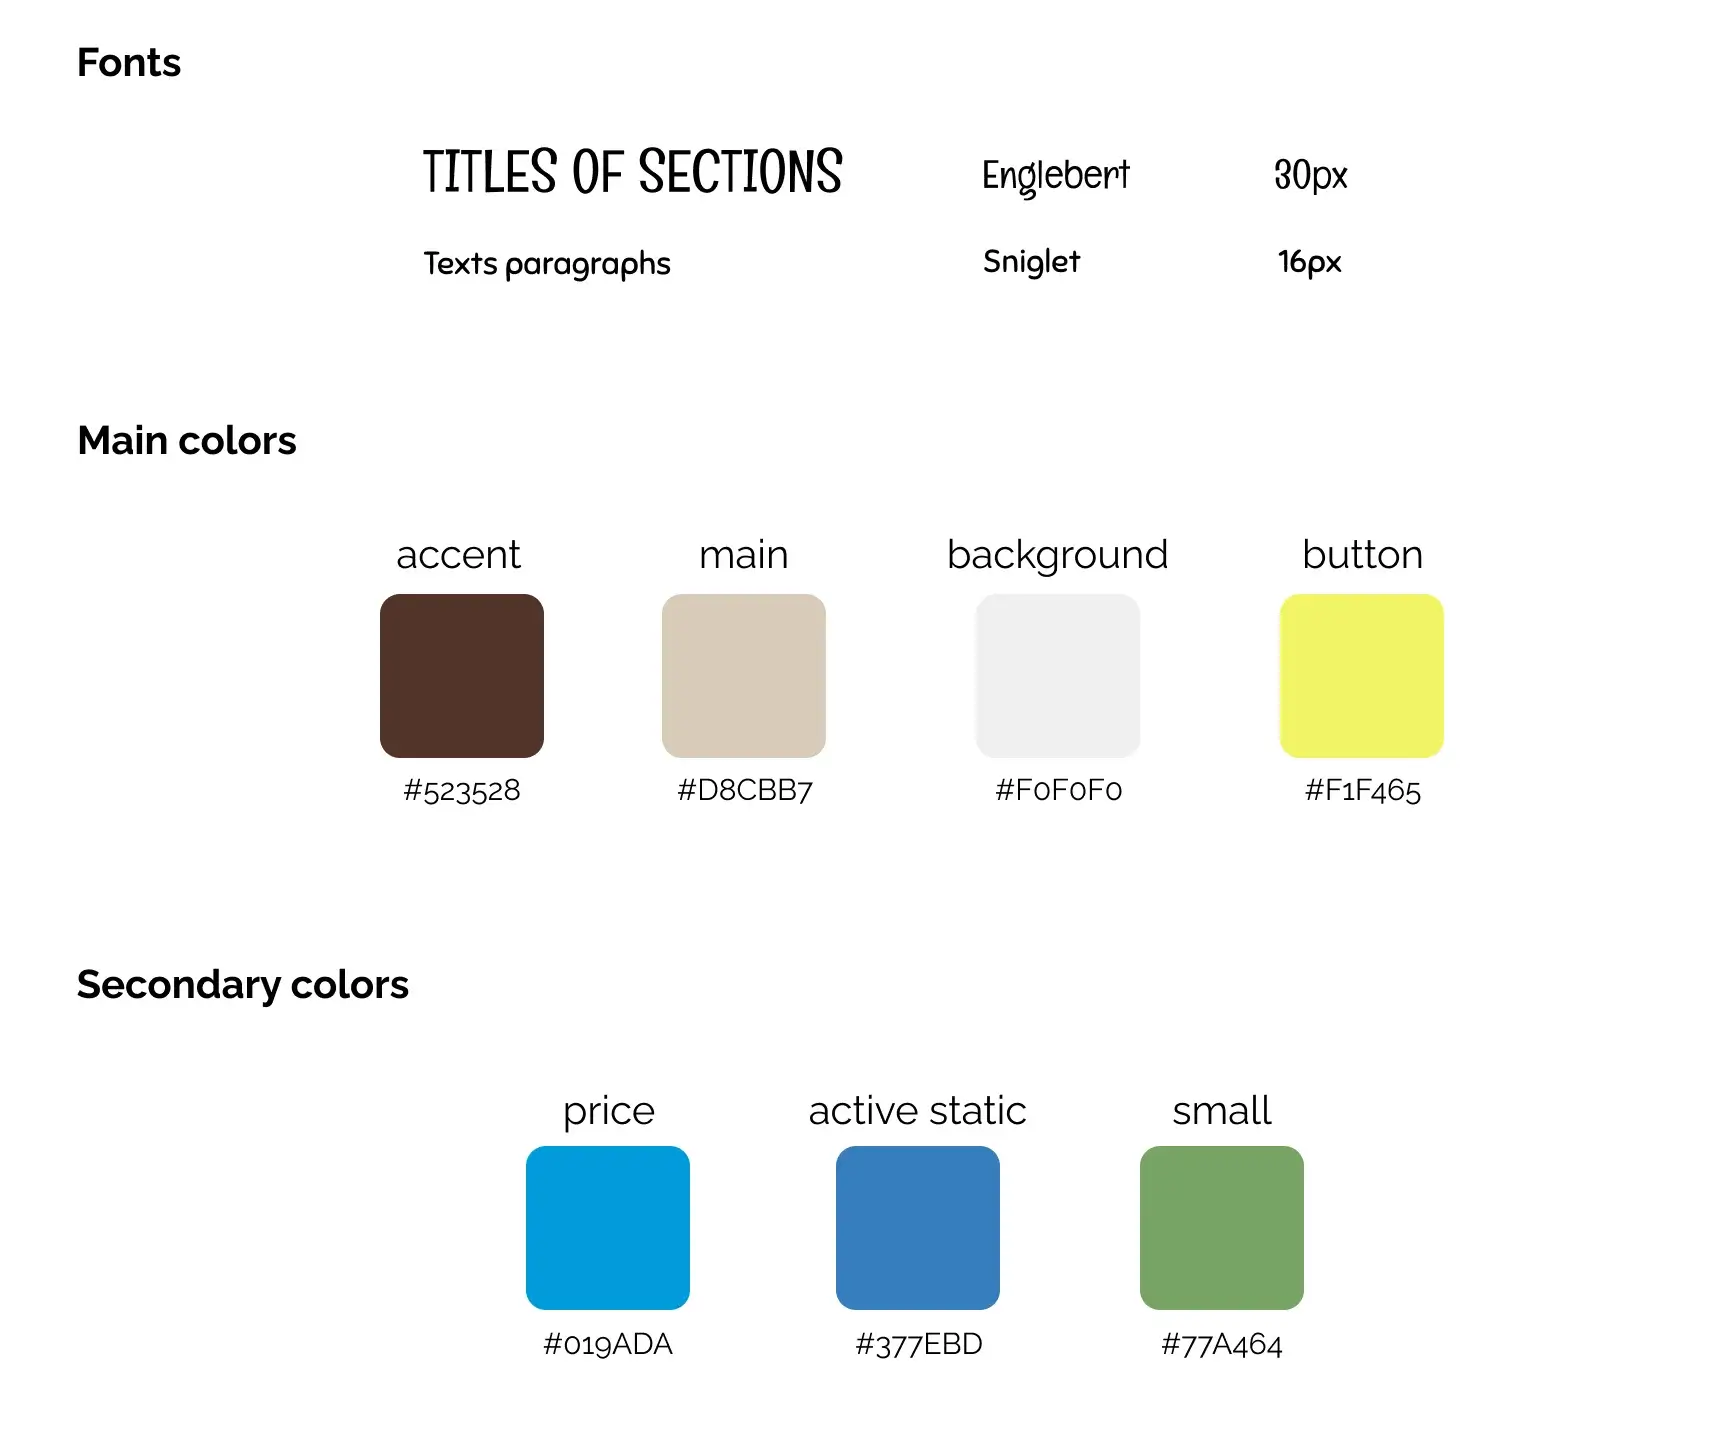 Fonts
TITLES OF SECTIONS Englebert 30px
Texts paragraphs Sniglet 16px
Main colors
accent main background button
#523528 #D8CBB7 #F0F0F0 #F1F465
Secondary colors
price active static small
#019ADA #377EBD #77A464